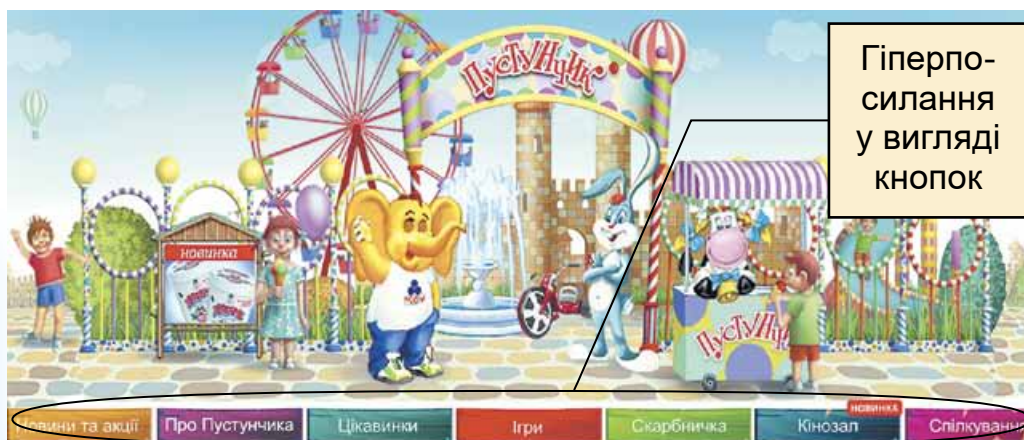 Пустунчик
Гіперпо-
силання
у вигляді
кнопок
новинка
Пустунчик
новинка
Новини та акції
Про Пустунчика
Цікавинки
Ігри
Скарбничка
Кінозал
Спілкування